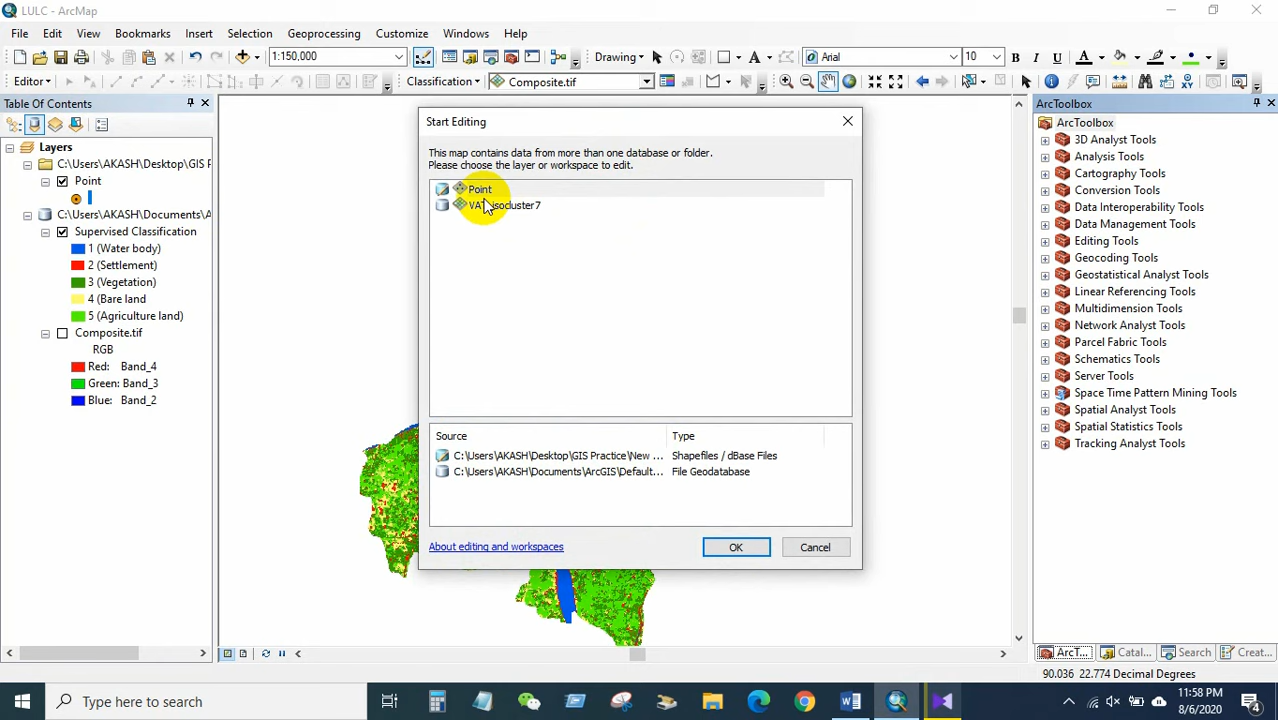 LULC - ArcMap
File Edit View Bookmarks Insert Selection Geoprocessing Customize Windows Help
1:150,000 Drawing A Arial 10 B I U A
Editor Classification Composite.tif
Table Of Contents
Layers
C:\Users\AKASH\Desktop\GIS P
Point
C:\Users\AKASH\Documents\A
Supervised Classification
1 (Water body)
2 (Settlement)
3 (Vegetation)
4 (Bare land
5 (Agriculture land)
Composite.tif
RGB
Red: Band_4
Green: Band_3
Blue: Band_2
Start Editing
This map contains data from more than one database or folder.
Please choose the layer or workspace to edit.
Point
Source Type
C:\Users\AKASH\Desktop\GIS Practice\New ... Shapefiles / dBase Files
C:\Users\AKASH\Documents\ArcGIS\Default... File Geodatabase
About editing and workspaces
OK Cancel
ArcToolbox
ArcToolbox
3D Analyst Tools
Analysis Tools
Cartography Tools
Conversion Tools
Data Interoperability Tools
Data Management Tools
Editing Tools
Geocoding Tools
Geostatistical Analyst Tools
Linear Referencing Tools
Multidimension Tools
Network Analyst Tools
Parcel Fabric Tools
Schematics Tools
Server Tools
Space Time Pattern Mining Tools
Spatial Analyst Tools
Spatial Statistics Tools
Tracking Analyst Tools
ArcT... Catal... Search Creat...
90.036 22.774 Decimal Degrees
Type here to search
11:58 PM
8/6/2020
4